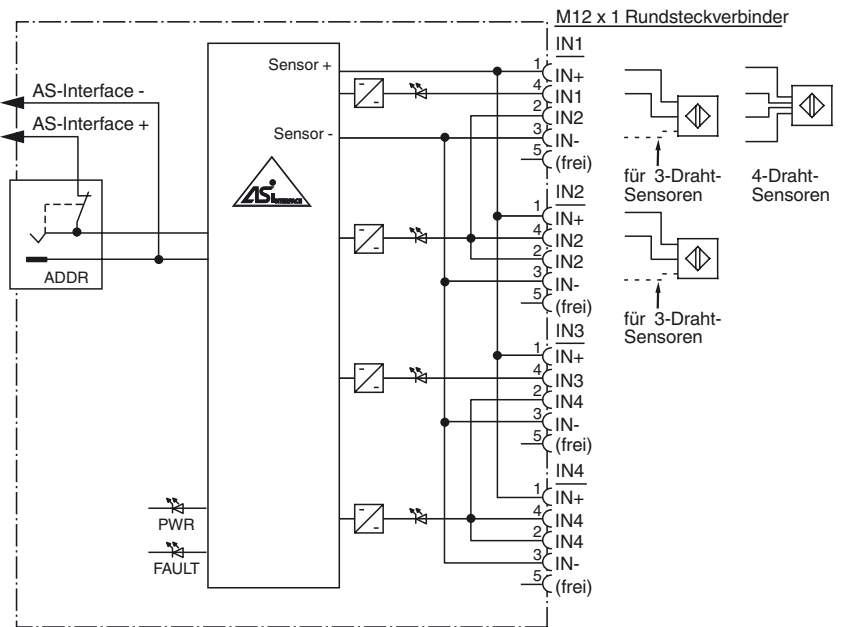 M12 x 1 Rundsteckverbinder
AS-Interface -
AS-Interface +
ADDR
Sensor +
Sensor -
ASi
INTERFACE
PWR
FAULT
IN1
1 IN+
4 IN1
2 IN2
3 IN-
5 (frei)
für 3-Draht-
Sensoren
4-Draht-
Sensoren
IN2
1 IN+
4 IN2
2 IN2
3 IN-
5 (frei)
für 3-Draht-
Sensoren
IN3
1 IN+
4 IN3
2 IN4
3 IN-
5 (frei)
IN4
1 IN+
4 IN4
2 IN4
3 IN-
5 (frei)